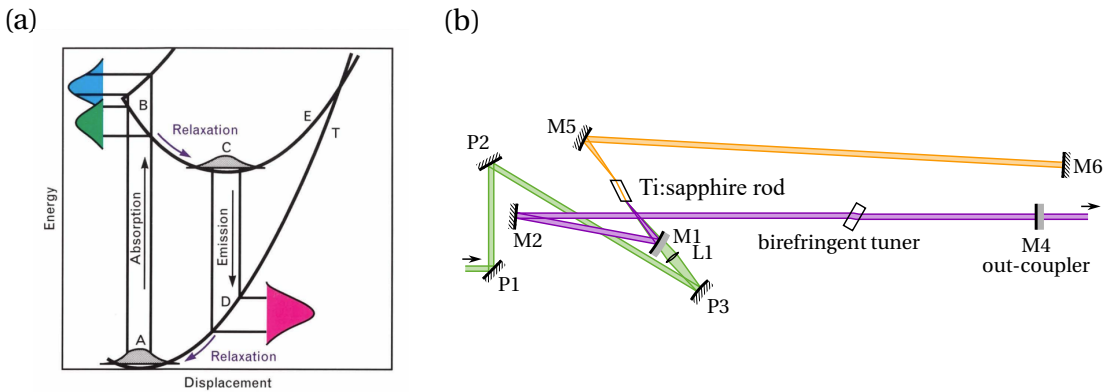 (a)
B
E
T
Relaxation
C
Energy
Absorption
Emission
D
A
Relaxation
Displacement
(b)
M5
P2
M6
Ti:sapphire rod
M2
M1
L1
birefringent tuner
M4
out-coupler
P1
P3